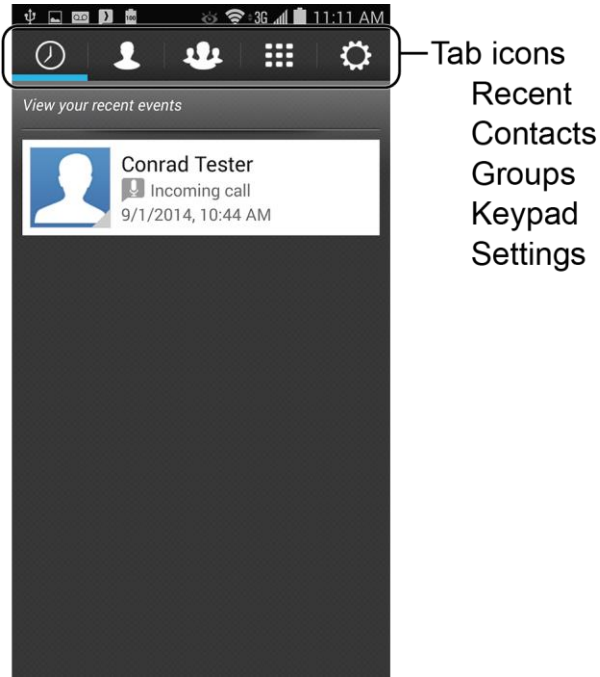 3G 11:11 AM
Tab icons
Recent
Contacts
Groups
Keypad
Settings
View your recent events
Conrad Tester
Incoming call
9/1/2014, 10:44 AM